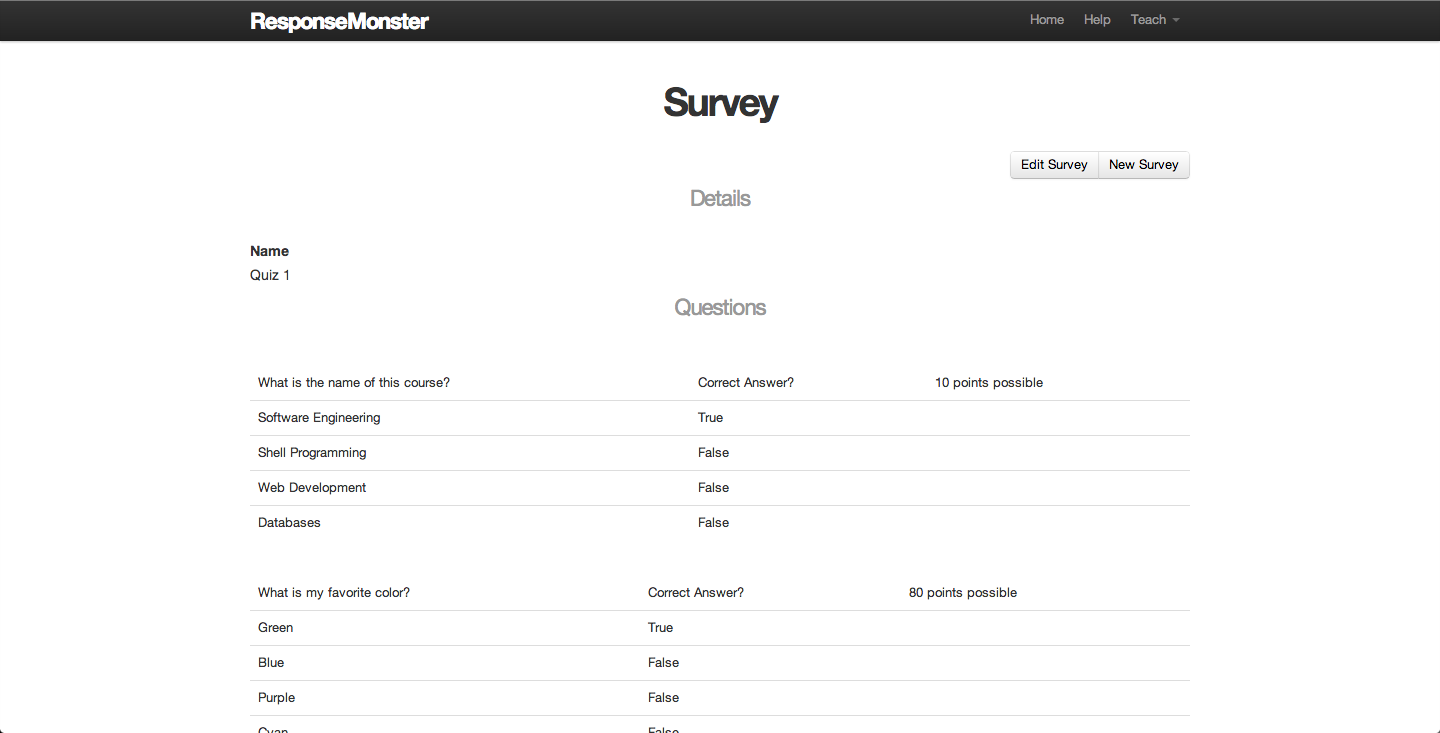 ResponseMonster Home Help Teach
Survey
Edit Survey New Survey
Details
Name
Quiz 1
Questions
What is the name of this course? Correct Answer? 10 points possible
Software Engineering True
Shell Programming False
Web Development False
Databases False
What is my favorite color? Correct Answer? 80 points possible
Green True
Blue False
Purple False
Cyan False